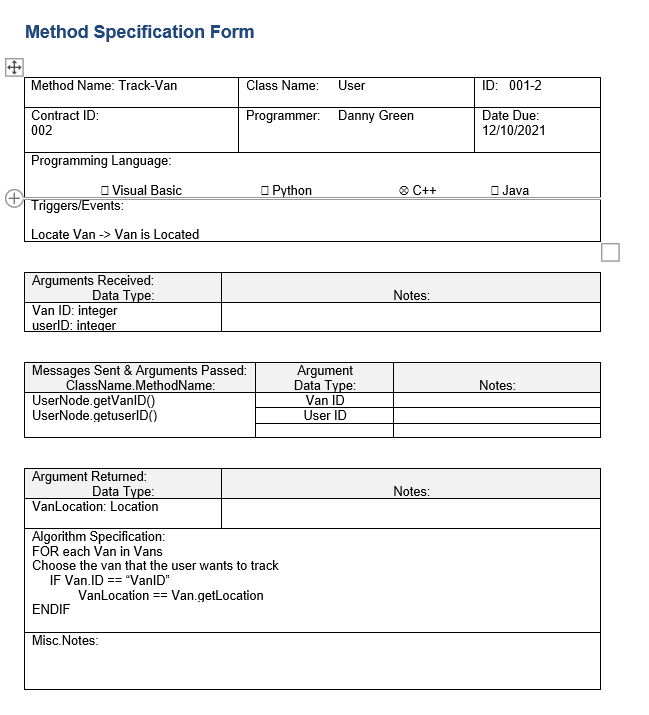 Method Specification Form
Method Name: Track-Van Class Name: User ID: 001-2
Contract ID: Programmer: Danny Green Date Due:
002 12/10/2021
Programming Language:
□ Visual Basic □ Python ⊗ C++ □ Java
Triggers/Events:
Locate Van -> Van is Located
Arguments Received:
Data Type: Notes:
Van ID: integer
userID: integer
Messages Sent & Arguments Passed: Argument
ClassName.MethodName: Data Type: Notes:
UserNode.getVanID() Van ID
UserNode.getuserID() User ID
Argument Returned:
Data Type: Notes:
VanLocation: Location
Algorithm Specification:
FOR each Van in Vans
Choose the van that the user wants to track
IF Van.ID == “VanID”
VanLocation == Van.getLocation
ENDIF
Misc.Notes: